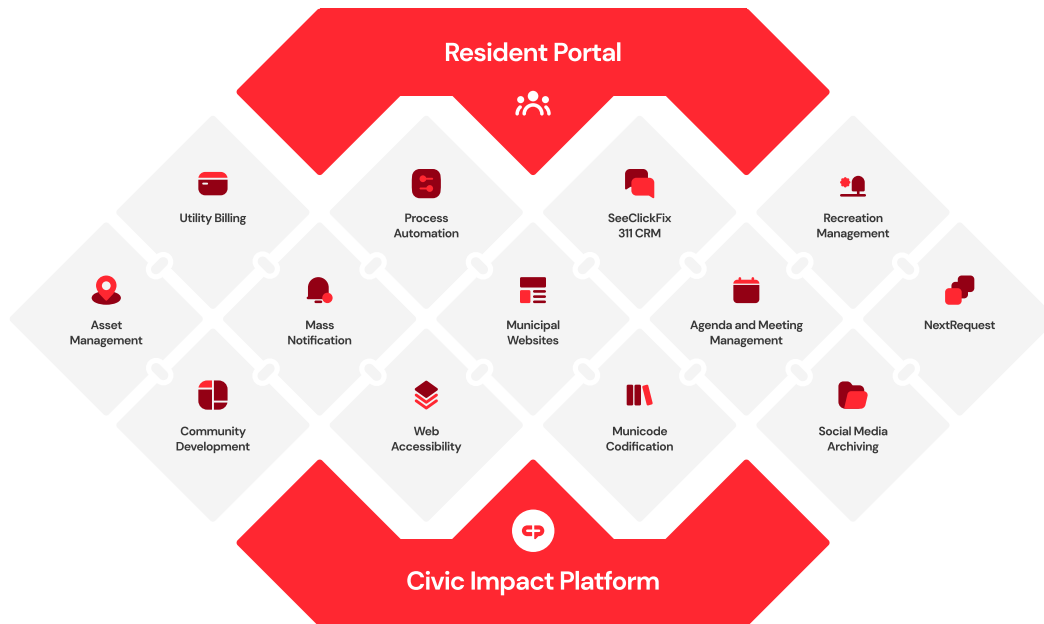 Resident Portal
Utility Billing
Process
Automation
SeeClickFix
311 CRM
Recreation
Management
Asset
Management
Mass
Notification
Municipal
Websites
Agenda and Meeting
Management
NextRequest
Community
Development
Web
Accessibility
Municode
Codification
Social Media
Archiving
Civic Impact Platform